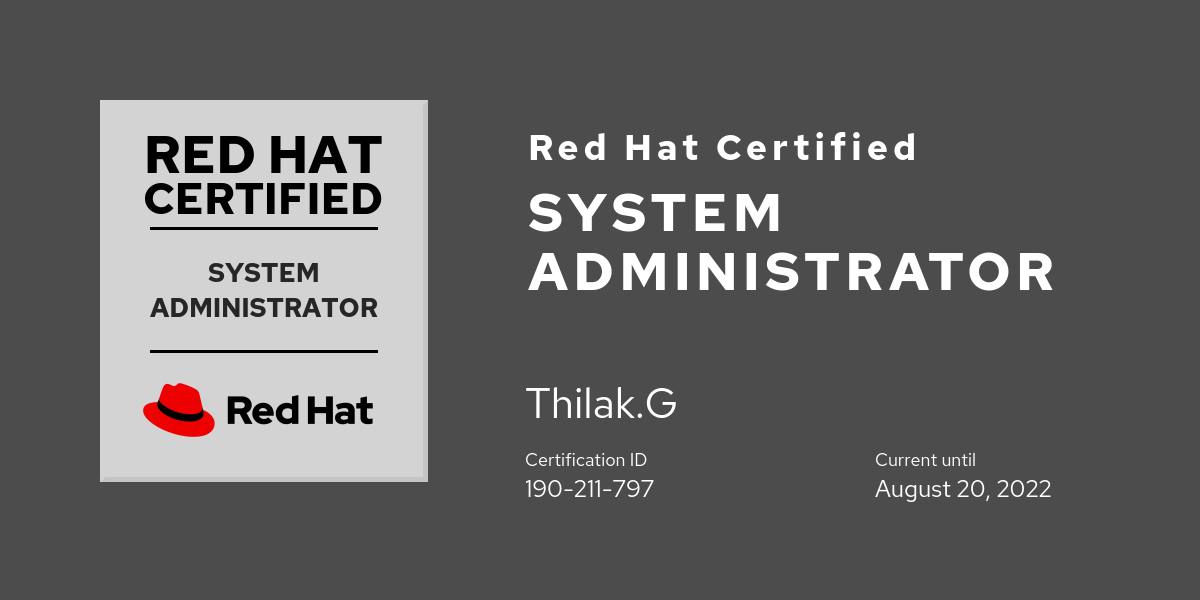 RED HAT
CERTIFIED
SYSTEM
ADMINISTRATOR
Red Hat
Red Hat Certified
SYSTEM
ADMINISTRATOR
Thilak.G
Certification ID
190-211-797
Current until
August 20, 2022